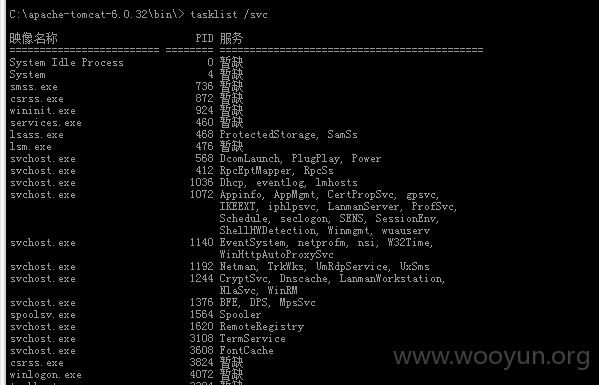 C:\apache-tomcat-6.0.32\bin\> tasklist /svc
映像名称 PID 服务
========================= ======== ============================================
System Idle Process 0 暂缺
System 4 暂缺
smss.exe 736 暂缺
csrss.exe 872 暂缺
wininit.exe 924 暂缺
services.exe 460 暂缺
lsass.exe 468 ProtectedStorage, SamSs
lsm.exe 476 暂缺
svchost.exe 568 DcomLaunch, PlugPlay, Power
svchost.exe 412 RpcEptMapper, RpcSs
svchost.exe 1036 Dhcp, eventlog, lmhosts
svchost.exe 1072 Appinfo, AppMgmt, CertPropSvc, gpsvc,
IKEEXT, iphlpsvc, LanmanServer, ProfSvc,
Schedule, seclogon, SENS, SessionEnv,
ShellHWDetection, Winmgmt, wuauserv
svchost.exe 1140 EventSystem, netprofm, nsi, W32Time,
WinHttpAutoProxySvc
svchost.exe 1192 Netman, TrkWks, UmRdpService, UxSms
svchost.exe 1244 CryptSvc, Dnscache, LanmanWorkstation,
NlaSvc, WinRM
svchost.exe 1376 BFE, DPS, MpsSvc
spoolsv.exe 1564 Spooler
svchost.exe 1620 RemoteRegistry
svchost.exe 3108 TermService
svchost.exe 3608 FontCache
csrss.exe 3824 暂缺
winlogon.exe 4072 暂缺
www.wooyun.org